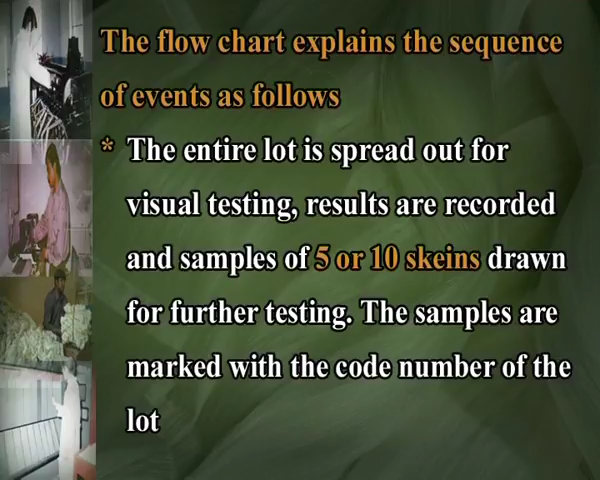 The flow chart explains the sequence
of events as follows
* The entire lot is spread out for
visual testing, results are recorded
and samples of 5 or 10 skeins drawn
for further testing. The samples are
marked with the code number of the
lot